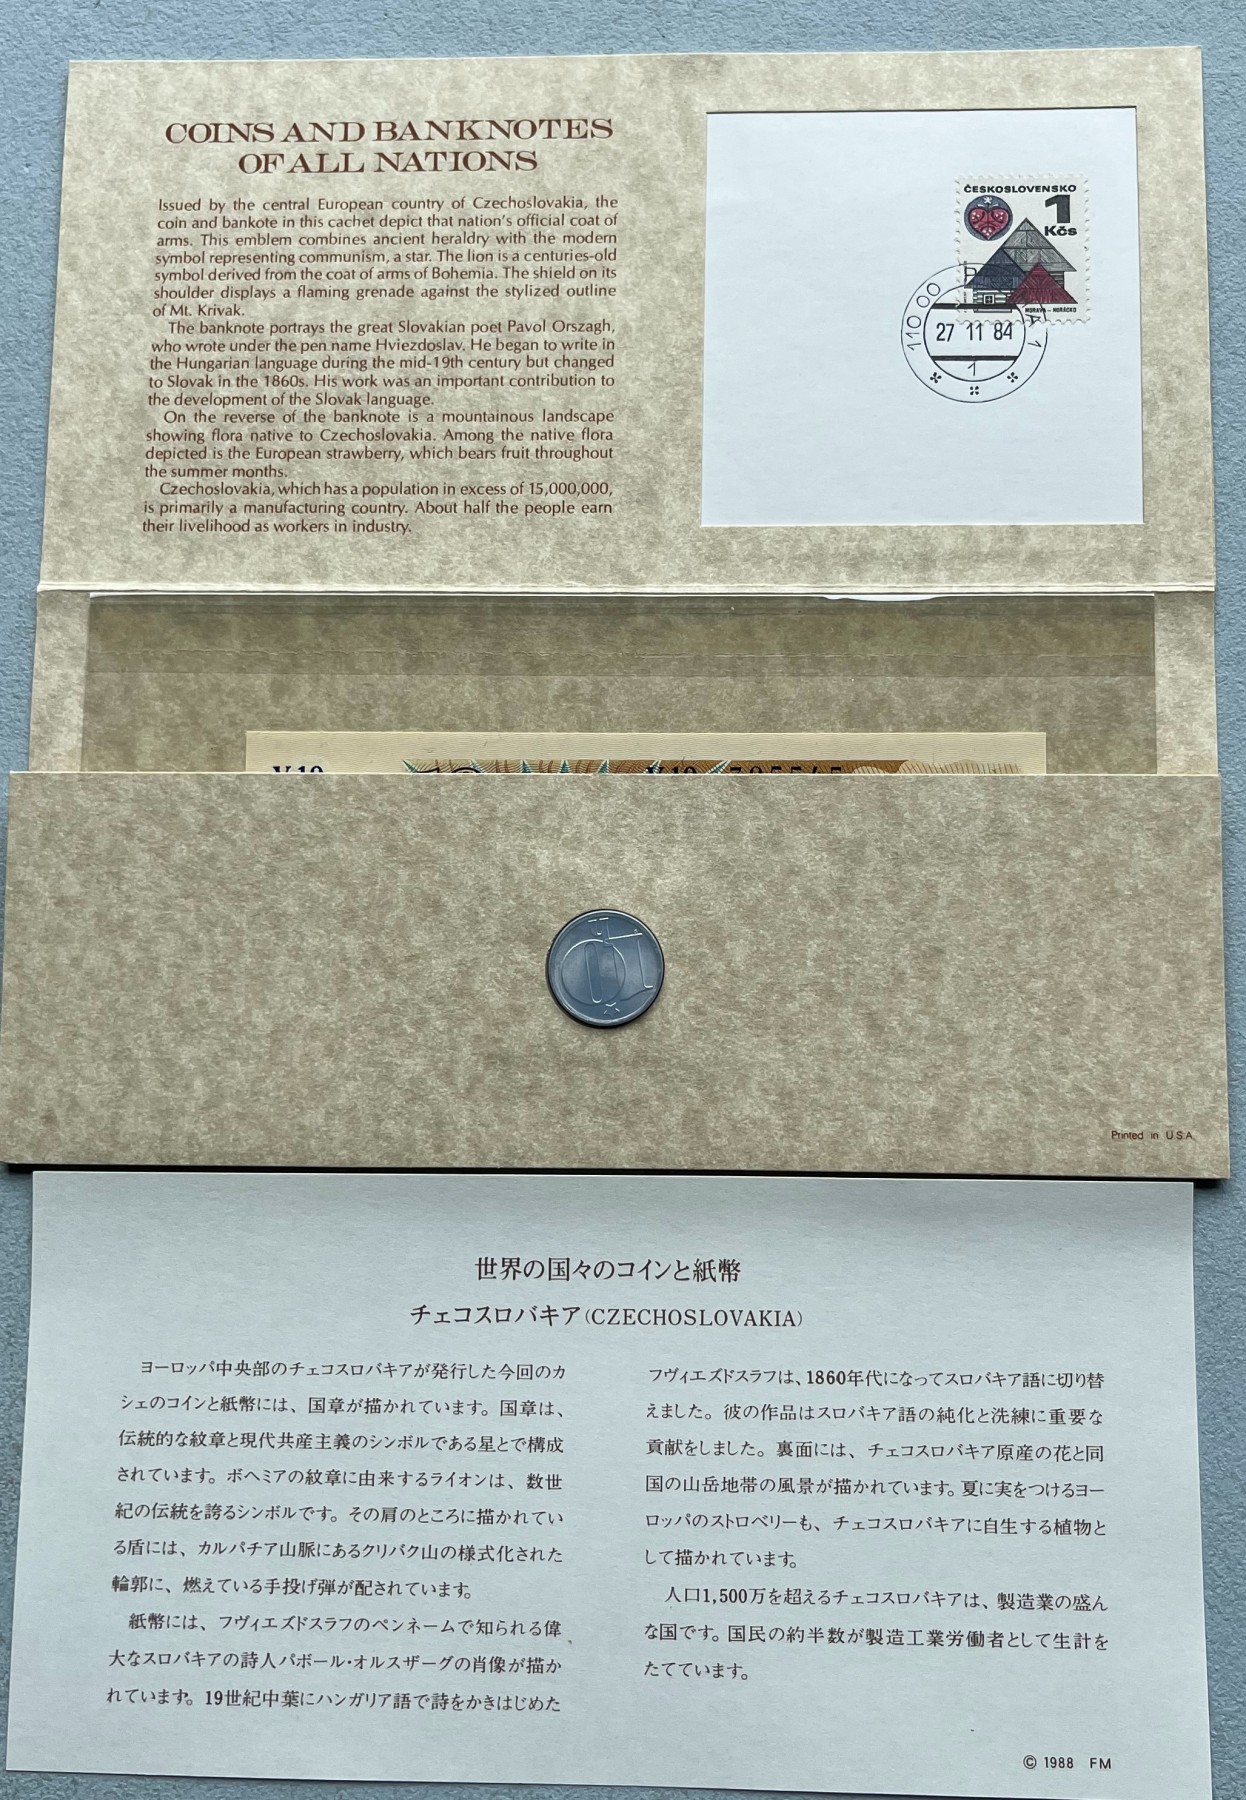 COINS AND BANKNOTES
OF ALL NATIONS
Issued by the central European country of Czechoslovakia, the
coin and bankote in this cachet depict that nation's official coat of
arms. This emblem combines ancient heraldry with the modern
symbol representing communism, a star. The lion is a centuries-old
symbol derived from the coat of arms of Bohemia. The shield on its
shoulder displays a flaming grenade against the stylized outline
of Mt. Krivak.
The banknote portrays the great Slovakian poet Pavol Orszagh,
who wrote under the pen name Hviezdoslav. He began to write in
the Hungarian language during the mid-19th century but changed
to Slovak in the 1860s. His work was an important contribution to
the development of the Slovak language.
On the reverse of the banknote is a mountainous landscape
showing flora native to Czechoslovakia. Among the native flora
depicted is the European strawberry, which bears fruit throughout
the summer months.
Czechoslovakia, which has a population in excess of 15,000,000,
is primarily a manufacturing country. About half the people earn
their livelihood as workers in industry.
ČESKOSLOVENSKO
1
Kčs
MORAVA – HORÁCKO
110 00
27 11 84
1
10
Printed in U.S.A.
世界の国々のコインと紙幣
チェコスロバキア(CZECHOSLOVAKIA)
ヨーロッパ中央部のチェコスロバキアが発行した今回のカ
シェのコインと紙幣には、国章が描かれています。国章は、
伝統的な紋章と現代共産主義のシンボルである星とで構成
されています。ボヘミアの紋章に由来するライオンは、数世
紀の伝統を誇るシンボルです。その肩のところに描かれてい
る盾には、カルパチア山脈にあるクリバク山の様式化された
輪郭に、燃えている手投げ弾が配されています。
紙幣には、フヴィエズドスラフのペンネームで知られる偉
大なスロバキアの詩人パボール・オルスザーグの肖像が描か
れています。19世紀中葉にハンガリア語で詩をかきはじめた
フヴィエズドスラフは、1860年代になってスロバキア語に切り替
えました。彼の作品はスロバキア語の純化と洗練に重要な
貢献をしました。裏面には、チェコスロバキア原産の花と同
国の山岳地帯の風景が描かれています。夏に実をつけるヨー
ロッパのストロベリーも、チェコスロバキアに自生する植物と
して描かれています。
人口1,500万を超えるチェコスロバキアは、製造業の盛ん
な国です。国民の約半数が製造工業労働者として生計を
たてています。
© 1988 FM